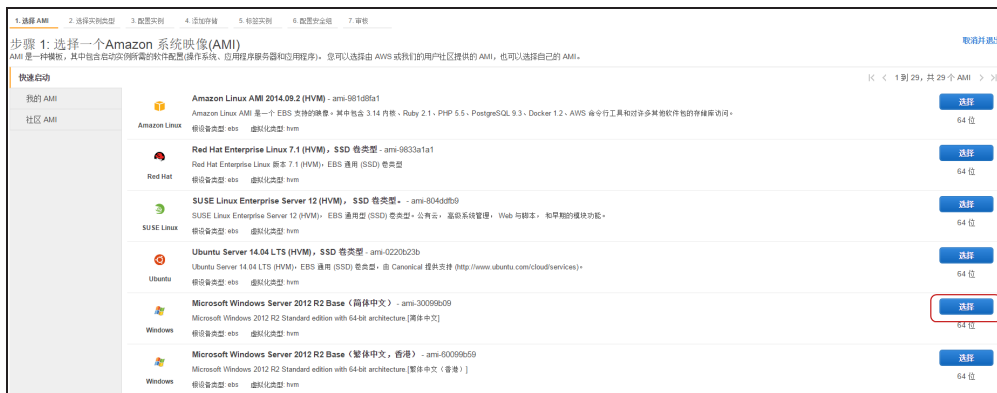 1. 选择 AMI 2. 选择实例类型 3. 配置实例 4. 添加存储 5. 标签实例 6. 配置安全组 7. 审核
步骤 1: 选择一个Amazon 系统映像(AMI)
取消并退出
AMI 是一种模板，其中包含启动实例所需的软件配置(操作系统、应用程序服务器和应用程序)。您可以选择由 AWS 或我们的用户社区提供的 AMI，也可以选择自己的 AMI。
快速启动
1 到 29，共 29 个 AMI
我的 AMI
社区 AMI
Amazon Linux
Amazon Linux AMI 2014.09.2 (HVM) - ami-981d8fa1
Amazon Linux AMI 是一个 EBS 支持的映像。其中包含 3.14 内核、Ruby 2.1、PHP 5.5、PostgreSQL 9.3、Docker 1.2、AWS 命令行工具和对许多其他软件包的存储库访问。
根设备类型: ebs 虚拟化类型: hvm
选择
64 位
Red Hat
Red Hat Enterprise Linux 7.1 (HVM)，SSD 卷类型 - ami-9833a1a1
Red Hat Enterprise Linux 版本 7.1 (HVM)，EBS 通用 (SSD) 卷类型
根设备类型: ebs 虚拟化类型: hvm
选择
64 位
SUSE Linux
SUSE Linux Enterprise Server 12 (HVM)，SSD 卷类型。 - ami-804ddfb9
SUSE Linux Enterprise Server 12 (HVM)，EBS 通用型 (SSD) 卷类型。公有云，高级系统管理，Web 与脚本，和早期的模块功能。
根设备类型: ebs 虚拟化类型: hvm
选择
64 位
Ubuntu
Ubuntu Server 14.04 LTS (HVM)，SSD 卷类型 - ami-0220b23b
Ubuntu Server 14.04 LTS (HVM)，EBS 通用 (SSD) 卷类型，由 Canonical 提供支持 (http://www.ubuntu.com/cloud/services)。
根设备类型: ebs 虚拟化类型: hvm
选择
64 位
Windows
Microsoft Windows Server 2012 R2 Base（简体中文） - ami-30099b09
Microsoft Windows 2012 R2 Standard edition with 64-bit architecture.[简体中文]
根设备类型: ebs 虚拟化类型: hvm
选择
64 位
Windows
Microsoft Windows Server 2012 R2 Base（繁体中文，香港） - ami-60099b59
Microsoft Windows 2012 R2 Standard edition with 64-bit architecture.[繁体中文（香港）]
根设备类型: ebs 虚拟化类型: hvm
选择
64 位